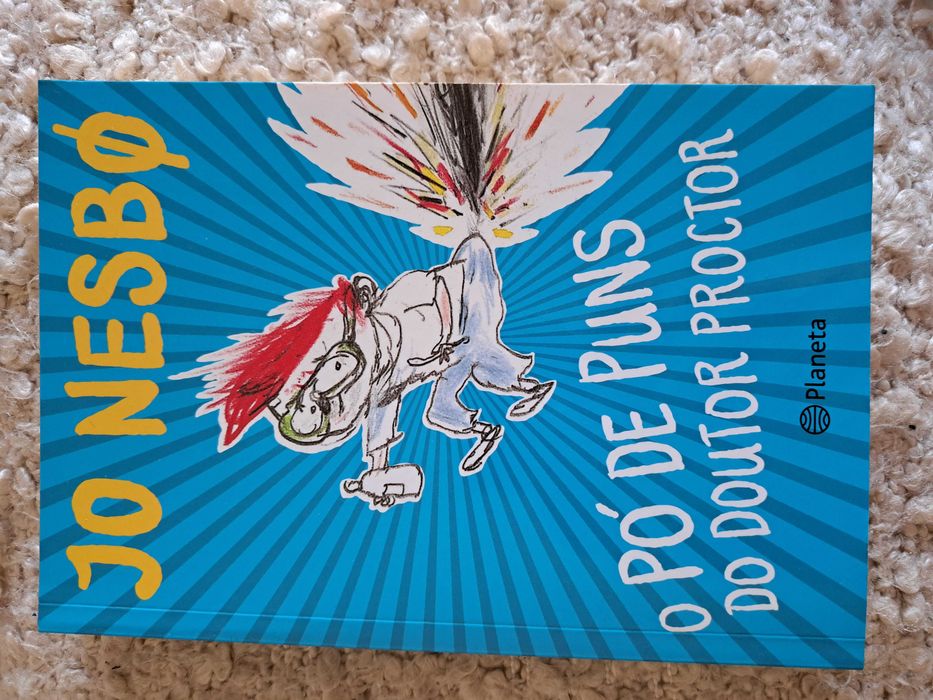 JO NESBØ
O PÓ DE PUNS
DO DOUTOR PROCTOR
Planeta